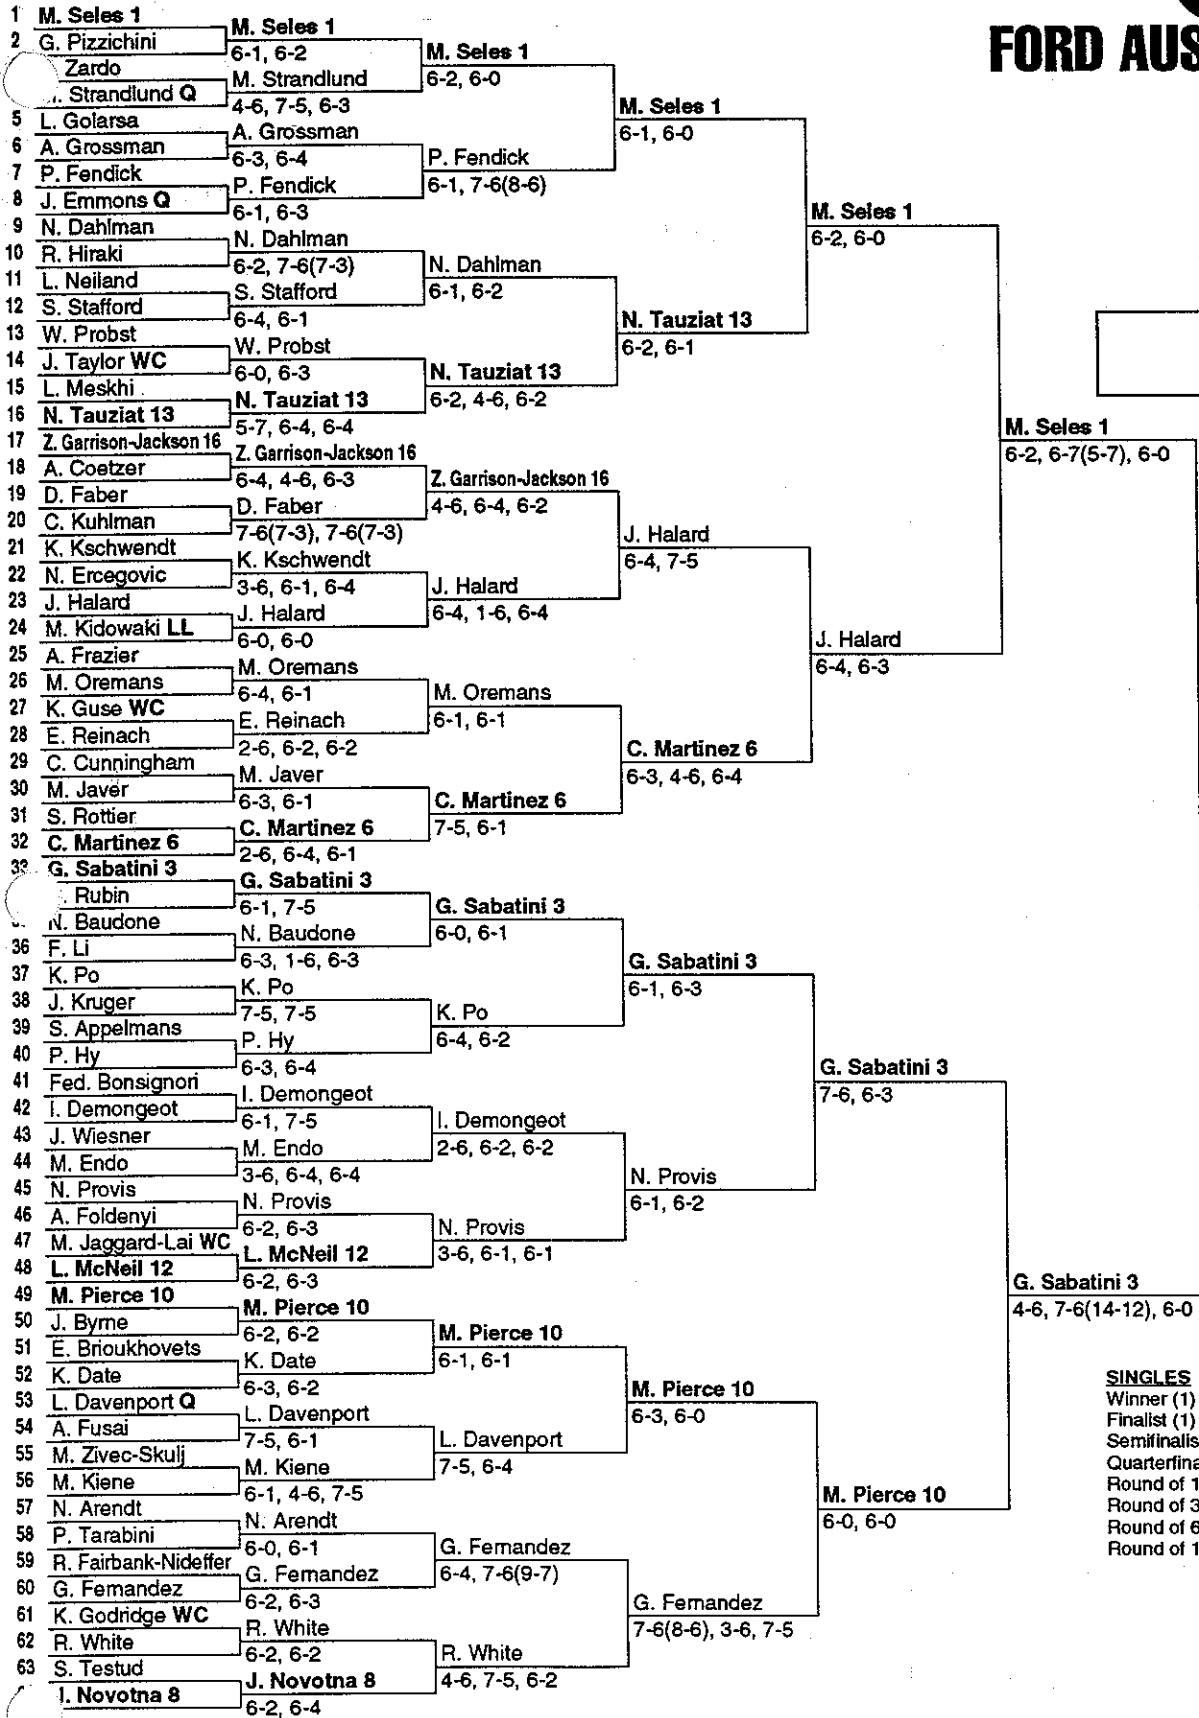 FORD AUS
1 M. Seles 1
2 G. Pizzichini
Zardo
Strandlund Q
5 L. Golarsa
6 A. Grossman
7 P. Fendick
8 J. Emmons Q
9 N. Dahlman
10 R. Hiraki
11 L. Neiland
12 S. Stafford
13 W. Probst
14 J. Taylor WC
15 L. Meskhi
16 N. Tauziat 13
17 Z. Garrison-Jackson 16
18 A. Coetzer
19 D. Faber
20 C. Kuhlman
21 K. Kschwendt
22 N. Ercegovic
23 J. Halard
24 M. Kidowaki LL
25 A. Frazier
26 M. Oremans
27 K. Guse WC
28 E. Reinach
29 C. Cunningham
30 M. Javer
31 S. Rottier
32 C. Martinez 6
33 G. Sabatini 3
Rubin
N. Baudone
36 F. Li
37 K. Po
38 J. Kruger
39 S. Appelmans
40 P. Hy
41 Fed. Bonsignori
42 I. Demongeot
43 J. Wiesner
44 M. Endo
45 N. Provis
46 A. Foldenyi
47 M. Jaggard-Lai WC
48 L. McNeil 12
49 M. Pierce 10
50 J. Byrne
51 E. Brioukhovets
52 K. Date
53 L. Davenport Q
54 A. Fusai
55 M. Zivec-Skulj
56 M. Kiene
57 N. Arendt
58 P. Tarabini
59 R. Fairbank-Nideffer
60 G. Fernandez
61 K. Godridge WC
62 R. White
63 S. Testud
Novotna 8
M. Seles 1
6-1, 6-2
M. Strandlund
4-6, 7-5, 6-3
A. Grossman
6-3, 6-4
P. Fendick
6-1, 6-3
N. Dahlman
6-2, 7-6(7-3)
S. Stafford
6-4, 6-1
W. Probst
6-0, 6-3
N. Tauziat 13
5-7, 6-4, 6-4
Z. Garrison-Jackson 16
6-4, 4-6, 6-3
D. Faber
7-6(7-3), 7-6(7-3)
K. Kschwendt
3-6, 6-1, 6-4
J. Halard
6-0, 6-0
M. Oremans
6-4, 6-1
E. Reinach
2-6, 6-2, 6-2
M. Javer
6-3, 6-1
C. Martinez 6
2-6, 6-4, 6-1
G. Sabatini 3
6-1, 7-5
N. Baudone
6-3, 1-6, 6-3
K. Po
7-5, 7-5
P. Hy
6-3, 6-4
I. Demongeot
6-1, 7-5
M. Endo
3-6, 6-4, 6-4
N. Provis
6-2, 6-3
L. McNeil 12
6-2, 6-3
M. Pierce 10
6-2, 6-2
K. Date
6-3, 6-2
L. Davenport
7-5, 6-1
M. Kiene
6-1, 4-6, 7-5
N. Arendt
6-0, 6-1
G. Fernandez
6-2, 6-3
R. White
6-2, 6-2
J. Novotna 8
6-2, 6-4
M. Seles 1
6-2, 6-0
P. Fendick
6-1, 7-6(8-6)
N. Dahlman
6-1, 6-2
N. Tauziat 13
6-2, 4-6, 6-2
Z. Garrison-Jackson 16
4-6, 6-4, 6-2
J. Halard
6-4, 1-6, 6-4
M. Oremans
6-1, 6-1
C. Martinez 6
7-5, 6-1
G. Sabatini 3
6-0, 6-1
K. Po
6-4, 6-2
I. Demongeot
2-6, 6-2, 6-2
N. Provis
3-6, 6-1, 6-1
M. Pierce 10
6-1, 6-1
L. Davenport
7-5, 6-4
G. Fernandez
6-4, 7-6(9-7)
R. White
4-6, 7-5, 6-2
M. Seles 1
6-1, 6-0
N. Tauziat 13
6-2, 6-1
J. Halard
6-4, 7-5
C. Martinez 6
6-3, 4-6, 6-4
G. Sabatini 3
6-1, 6-3
N. Provis
6-1, 6-2
M. Pierce 10
6-3, 6-0
G. Fernandez
7-6(8-6), 3-6, 7-5
M. Seles 1
6-2, 6-0
J. Halard
6-4, 6-3
G. Sabatini 3
7-6, 6-3
M. Pierce 10
6-0, 6-0
M. Seles 1
6-2, 6-7(5-7), 6-0
G. Sabatini 3
4-6, 7-6(14-12), 6-0
SINGLES
Winner (1)
Finalist (1)
Semifinalis
Quarterfina
Round of 1
Round of 3
Round of 6
Round of 1